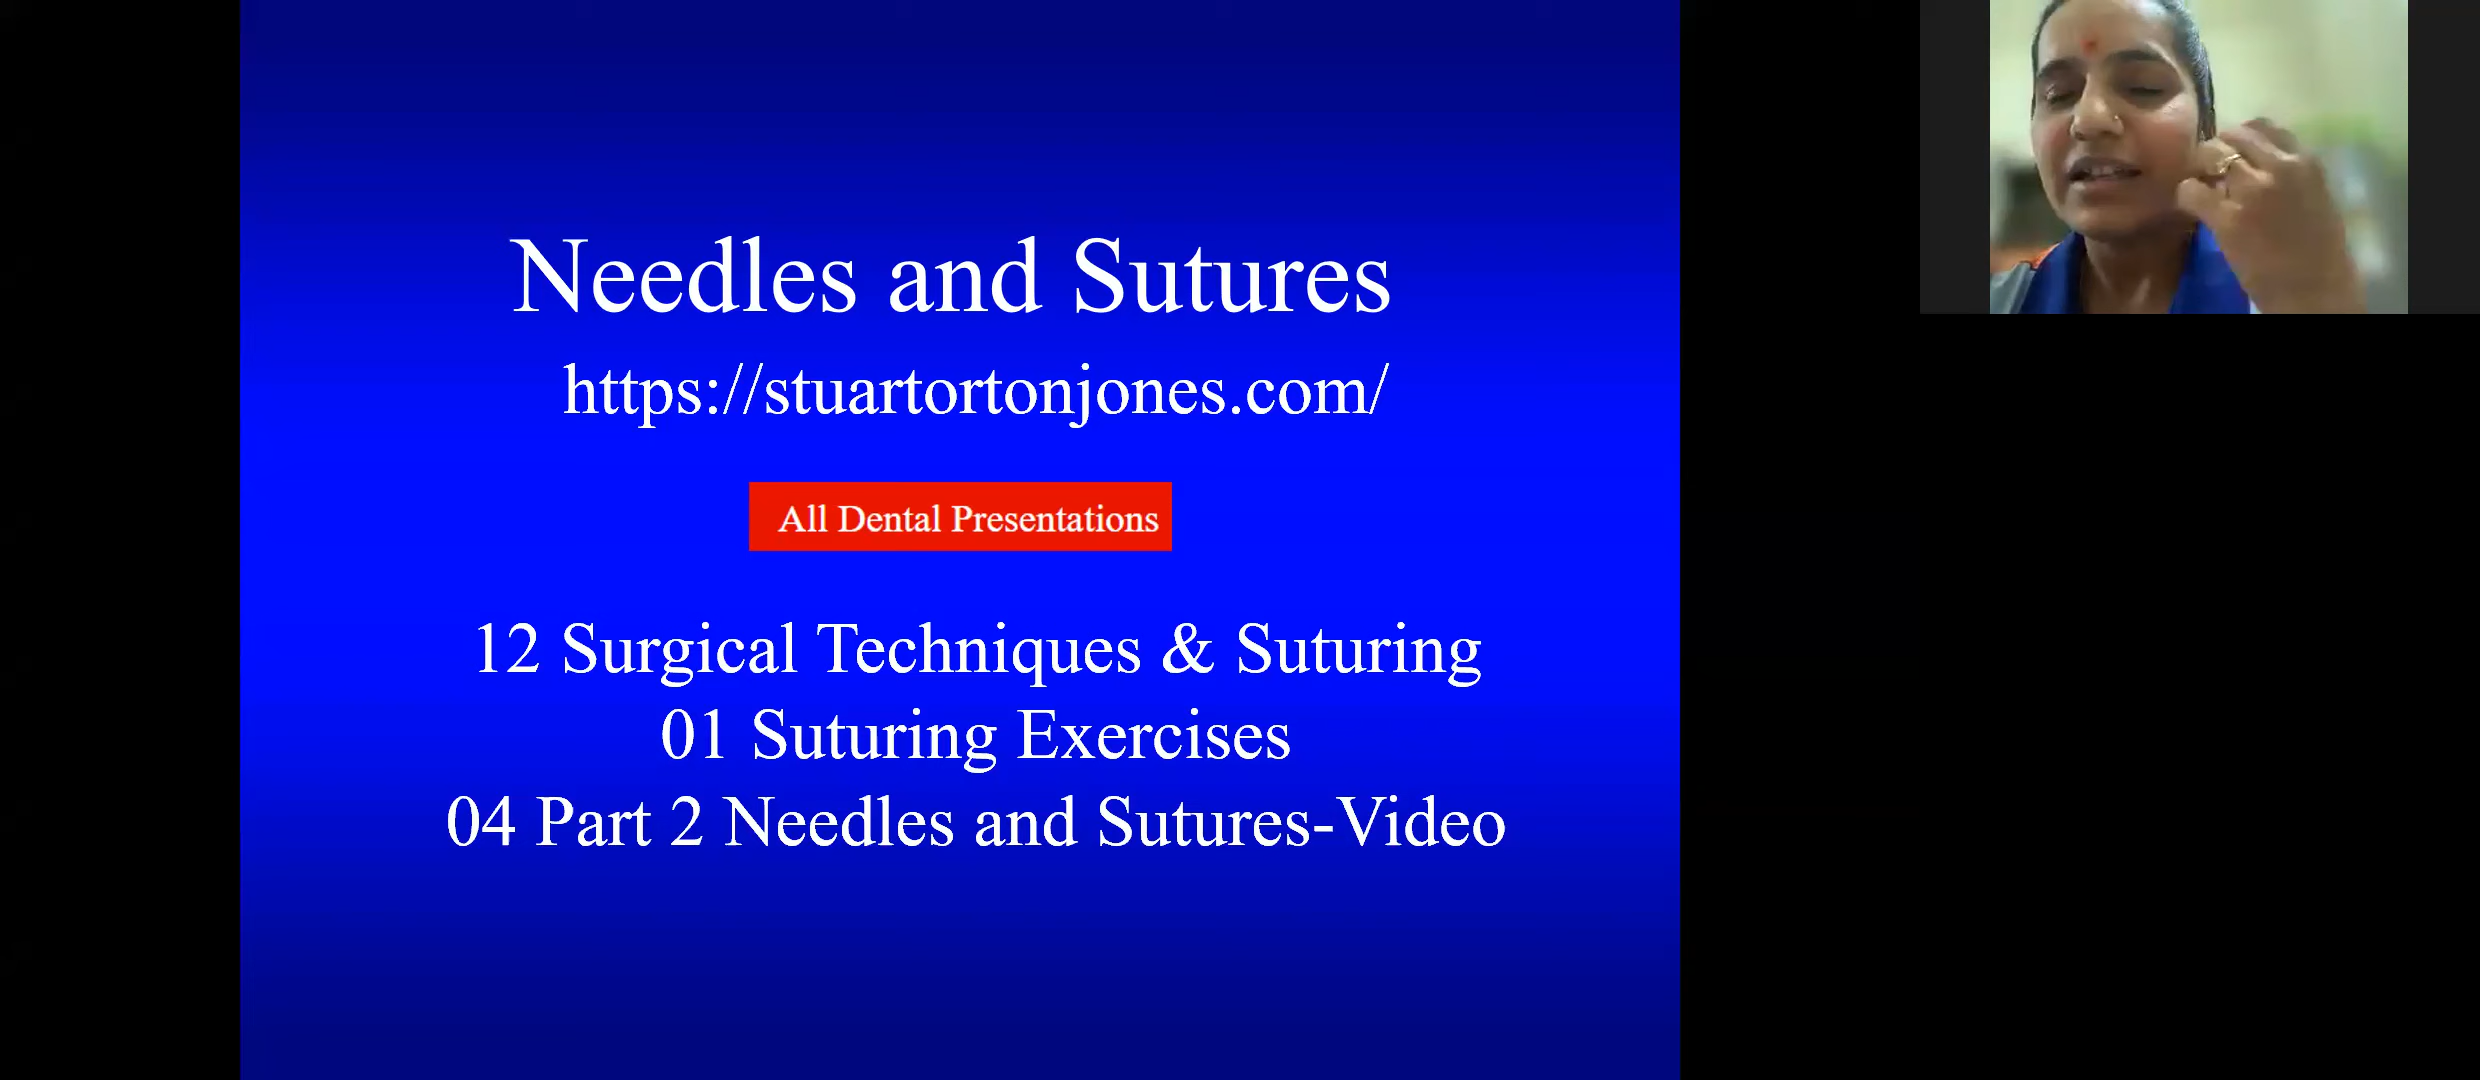 Needles and Sutures
https://stuartortonjones.com/
All Dental Presentations
12 Surgical Techniques & Suturing
01 Suturing Exercises
04 Part 2 Needles and Sutures-Video